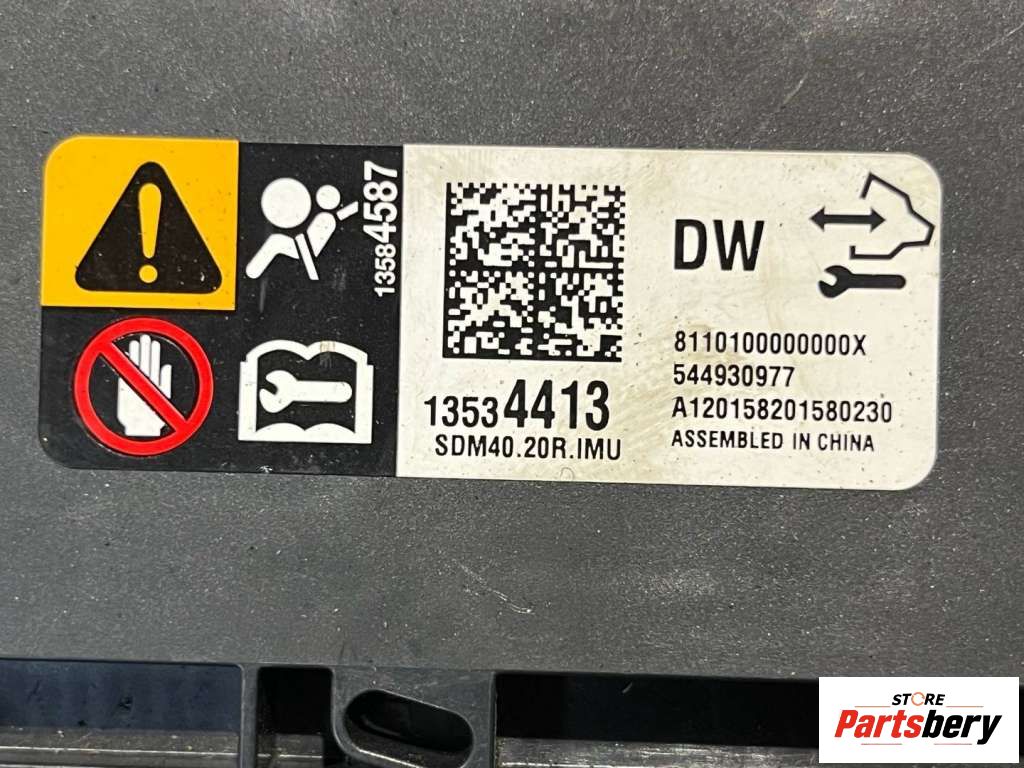 13584587
DW
13534413
SDM40.20R.IMU
8110100000000X
544930977
A120158201580230
ASSEMBLED IN CHINA
STORE
Partsbery